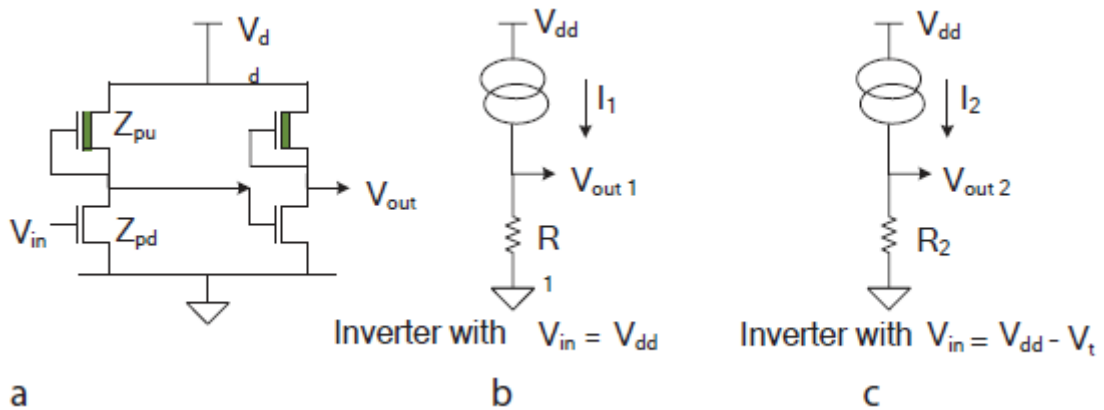 V_d
d
Z_pu
V_in
Z_pd
V_out
V_dd
I_1
V_out 1
R
1
Inverter with V_in = V_dd
V_dd
I_2
V_out 2
R_2
Inverter with V_in = V_dd - V_t
a
b
c